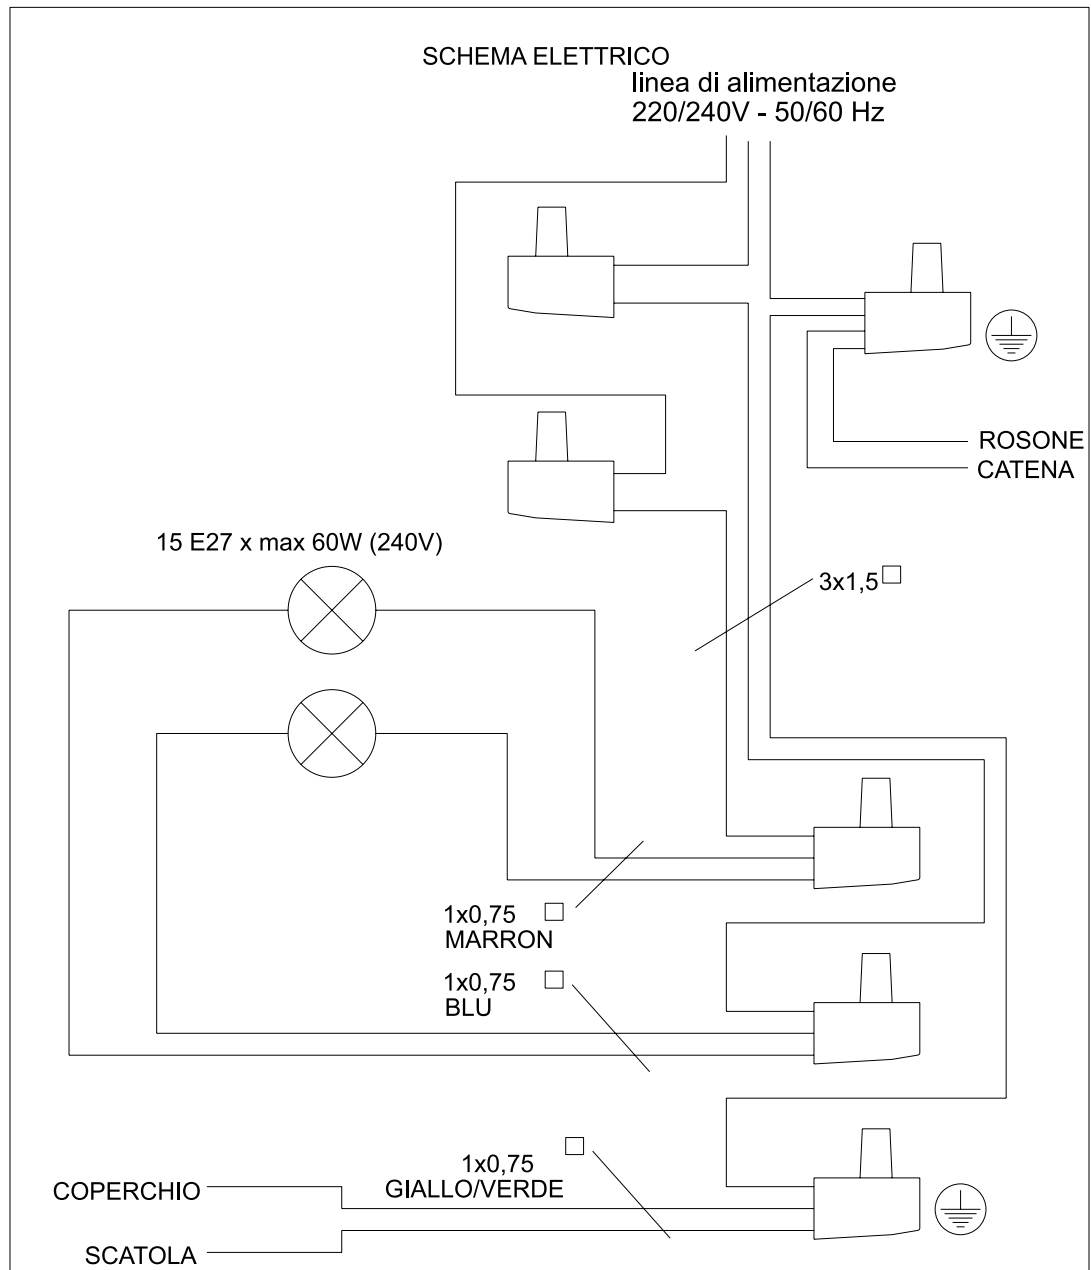 SCHEMA ELETTRICO
linea di alimentazione
220/240V - 50/60 Hz
ROSONE
CATENA
15 E27 x max 60W (240V)
3x1,5
1x0,75
MARRON
1x0,75
BLU
1x0,75
GIALLO/VERDE
COPERCHIO
SCATOLA